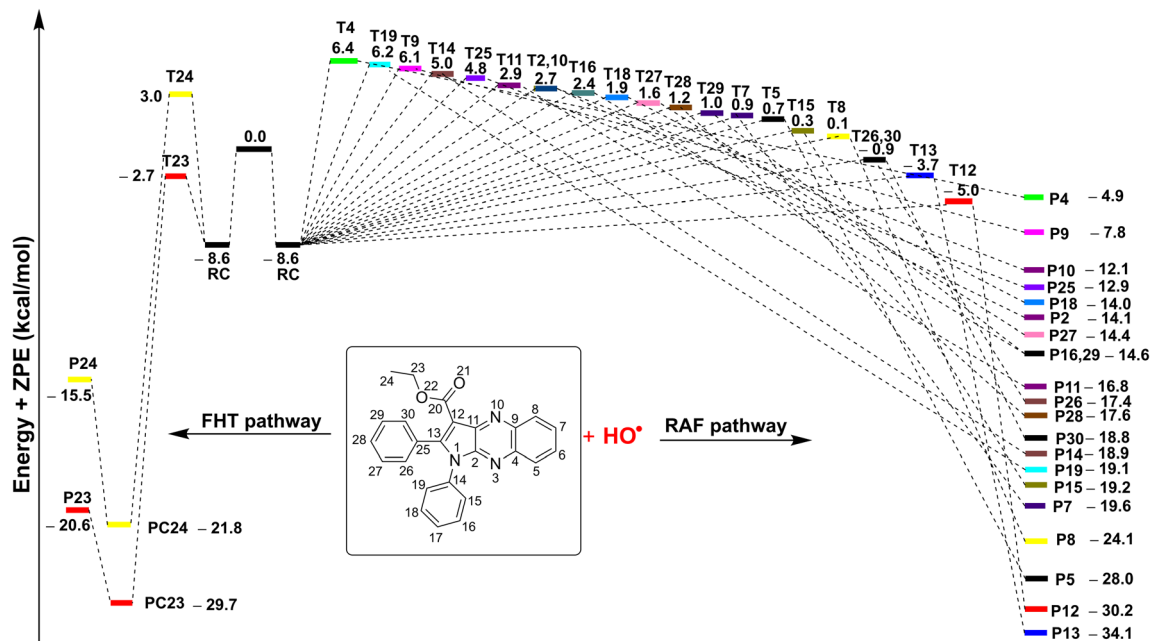 Energy + ZPE (kcal/mol)
T24
3.0
T23
– 2.7
0.0
– 8.6
RC
– 8.6
RC
T4
6.4
T19
6.2
T9
6.1
T14
5.0
T25
4.8
T11
2.9
T2,10
2.7
T16
2.4
T18
1.9
T27
1.6
T28
1.2
T29
1.0
T7
0.9
T5
0.7
T15
0.3
T8
0.1
T26,30
– 0.9
T13
– 3.7
T12
– 5.0
P4 – 4.9
P9 – 7.8
P10 – 12.1
P25 – 12.9
P18 – 14.0
P2 – 14.1
P27 – 14.4
P16,29 – 14.6
P11 – 16.8
P26 – 17.4
P28 – 17.6
P30 – 18.8
P14 – 18.9
P19 – 19.1
P15 – 19.2
P7 – 19.6
P8 – 24.1
P5 – 28.0
P12 – 30.2
P13 – 34.1
P24
– 15.5
P23
– 20.6
PC24 – 21.8
PC23 – 29.7
FHT pathway
+ HO•
RAF pathway
23
24
O
22
O
21
20
12
11
10
N
9
8
7
6
5
4
N
3
2
N
1
13
25
30
29
28
27
26
14
19
18
17
16
15